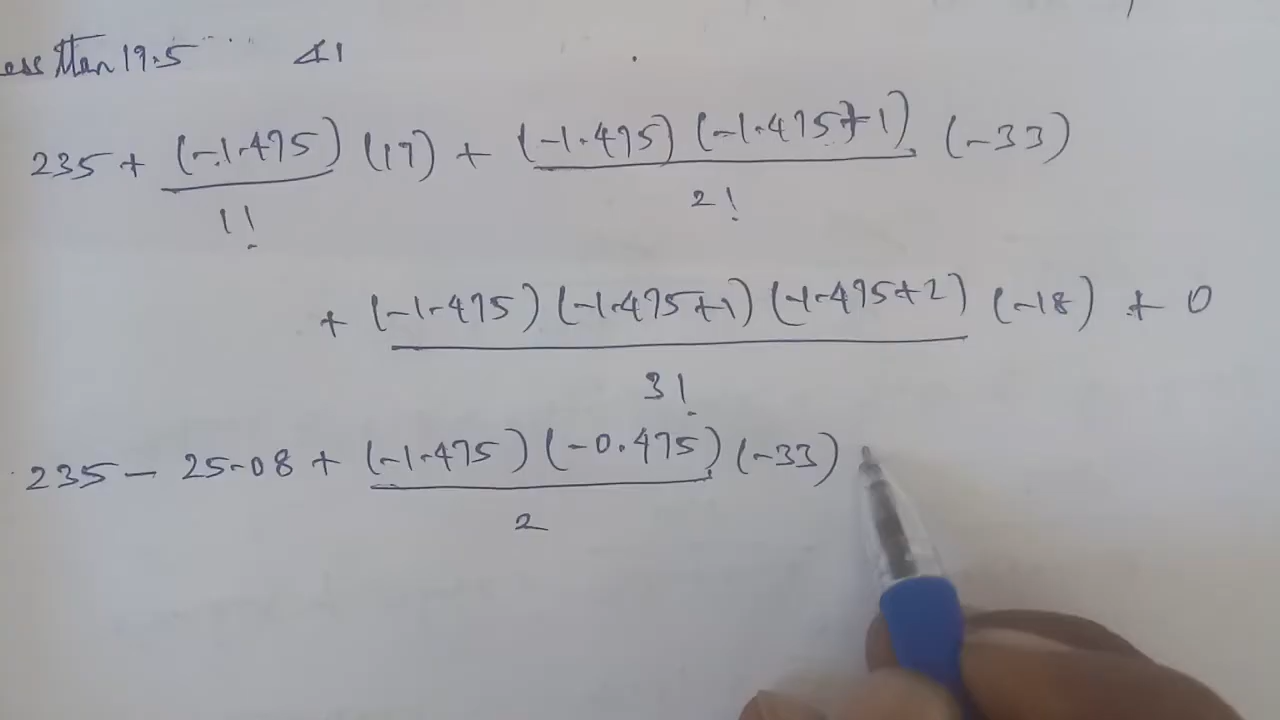 ess than 19.5 ∠1
235 + (-1.475) (17) + (-1.475) (-1.475+1) (-33)
1! 2!
+ (-1.475) (-1.475+1) (-1.475+2) (-18) + 0
3!
235 - 25.08 + (-1.475) (-0.475) (-33)
2